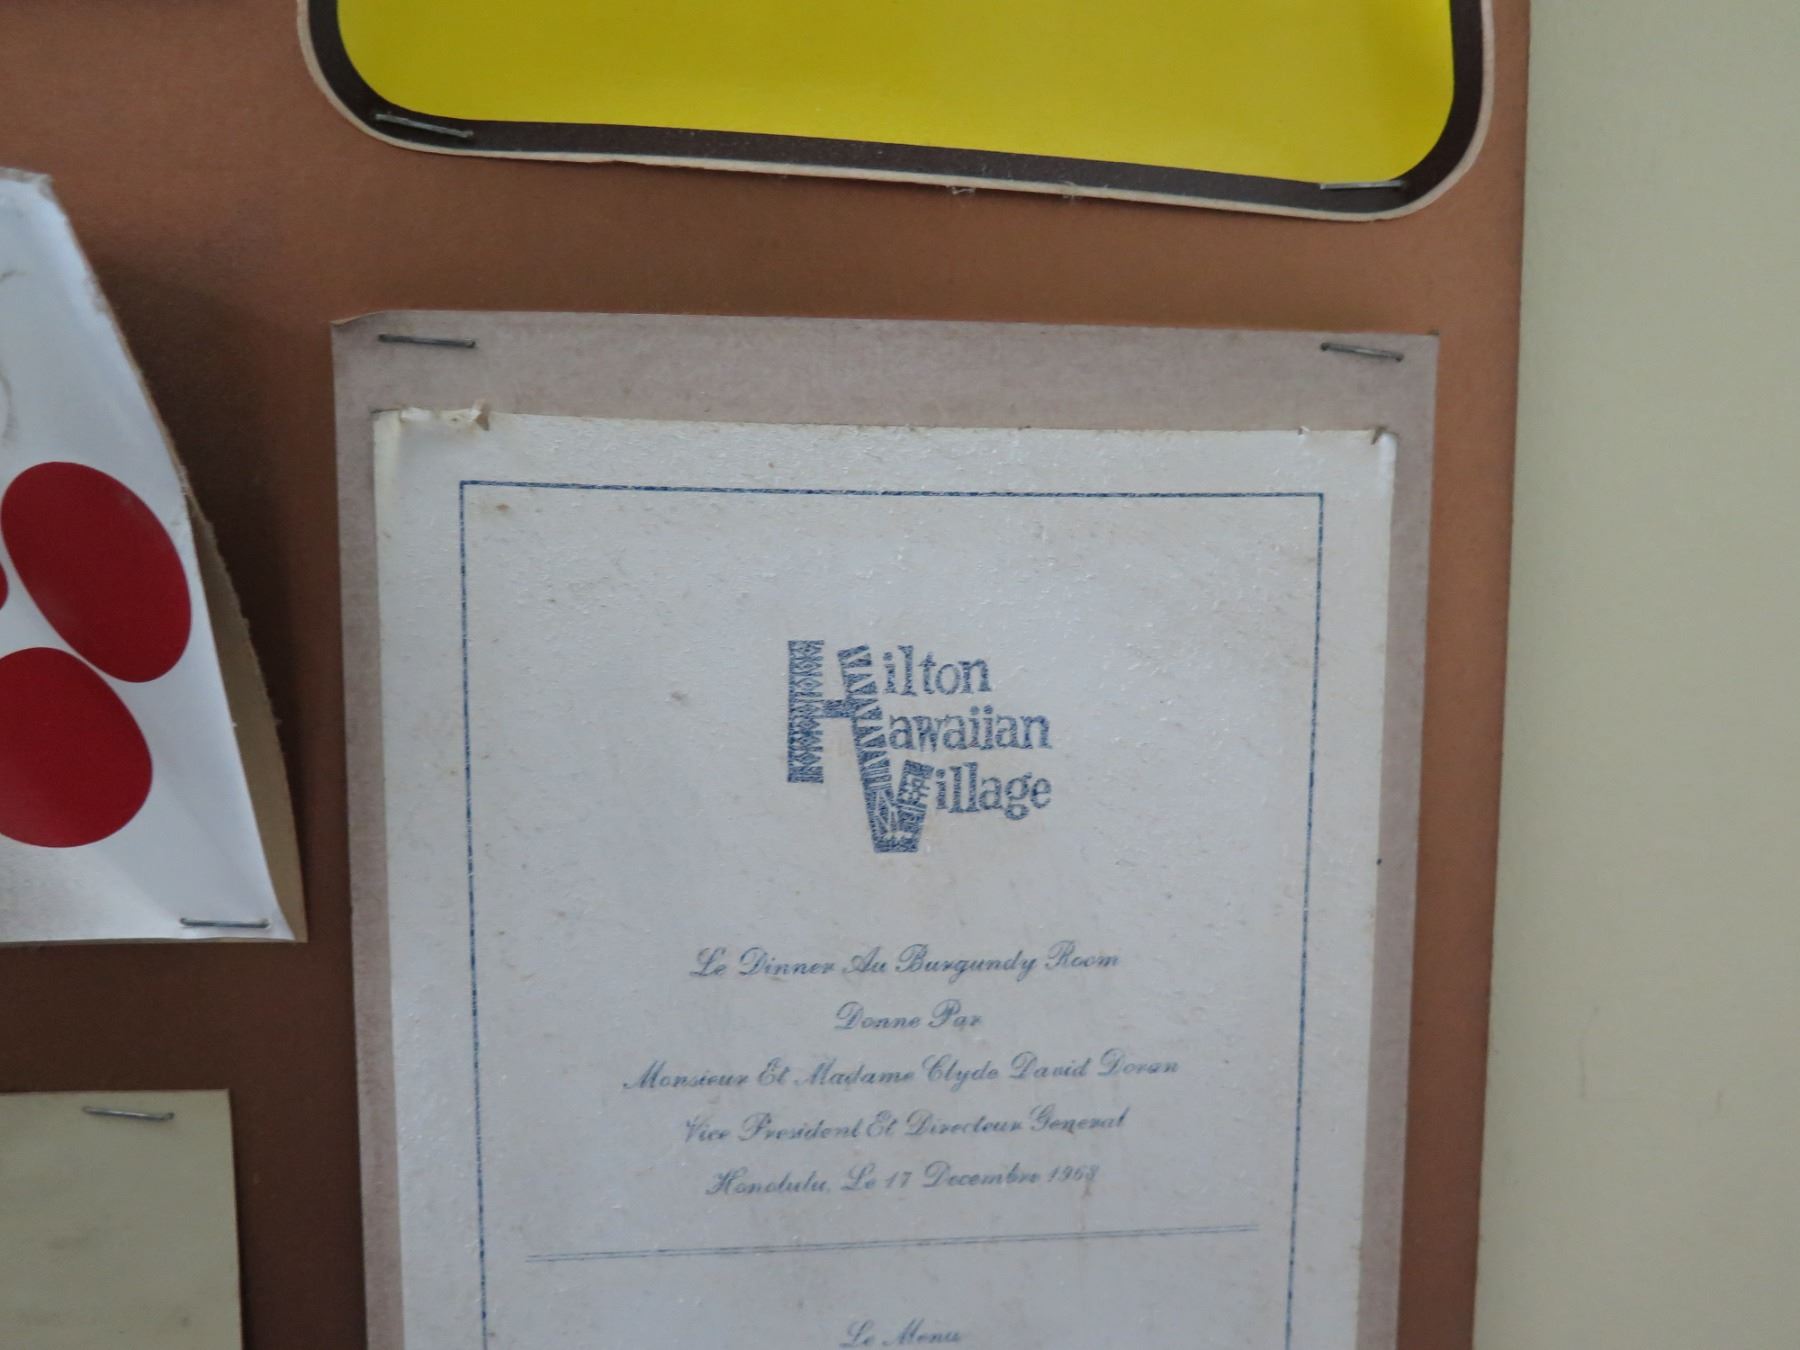 Hilton
Hawaiian
Village
Le Dinner Au Burgundy Room
Donne Par
Monsieur Et Madame Clyde David Doran
Vice President Et Directeur General
Honolulu, Le 17 Decembre 1963
Le Menu